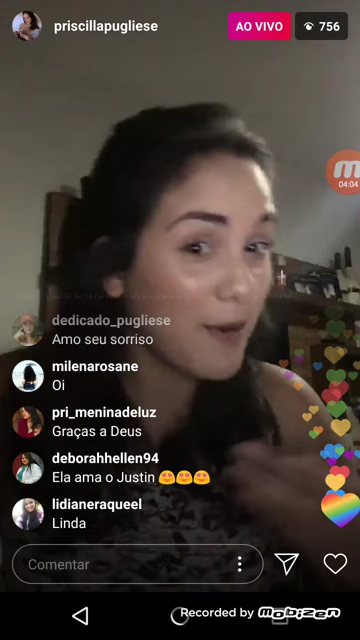 priscillapugliese
AO VIVO
756
04:04
dedicado_pugliese
Amo seu sorriso
milenarosane
Oi
pri_meninadeluz
Graças a Deus
deborahhellen94
Ela ama o Justin 😍😍😍
lidianeraqueel
Linda
Comentar
Recorded by mobizen